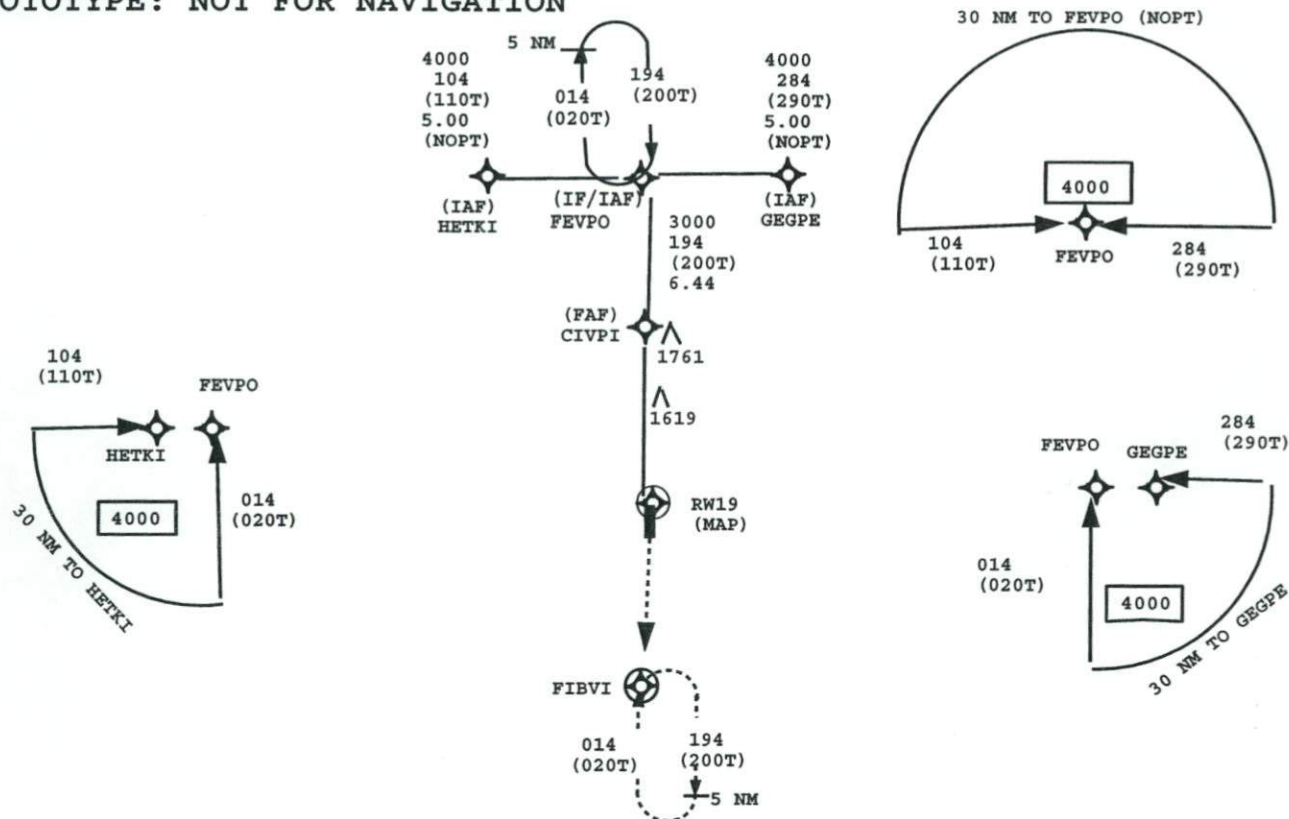 PROTOTYPE: NOT FOR NAVIGATION
5 NM
194
(200T)
014
(020T)
4000
104
(110T)
5.00
(NOPT)
4000
284
(290T)
5.00
(NOPT)
(IAF)
HETKI
(IF/IAF)
FEVPO
(IAF)
GEGPE
3000
194
(200T)
6.44
(FAF)
CIVPI
1761
1619
RW19
(MAP)
FIBVI
014
(020T)
194
(200T)
5 NM
30 NM TO FEVPO (NOPT)
4000
FEVPO
104
(110T)
284
(290T)
104
(110T)
FEVPO
HETKI
4000
014
(020T)
30 NM TO HETKI
FEVPO
GEGPE
284
(290T)
014
(020T)
4000
30 NM TO GEGPE